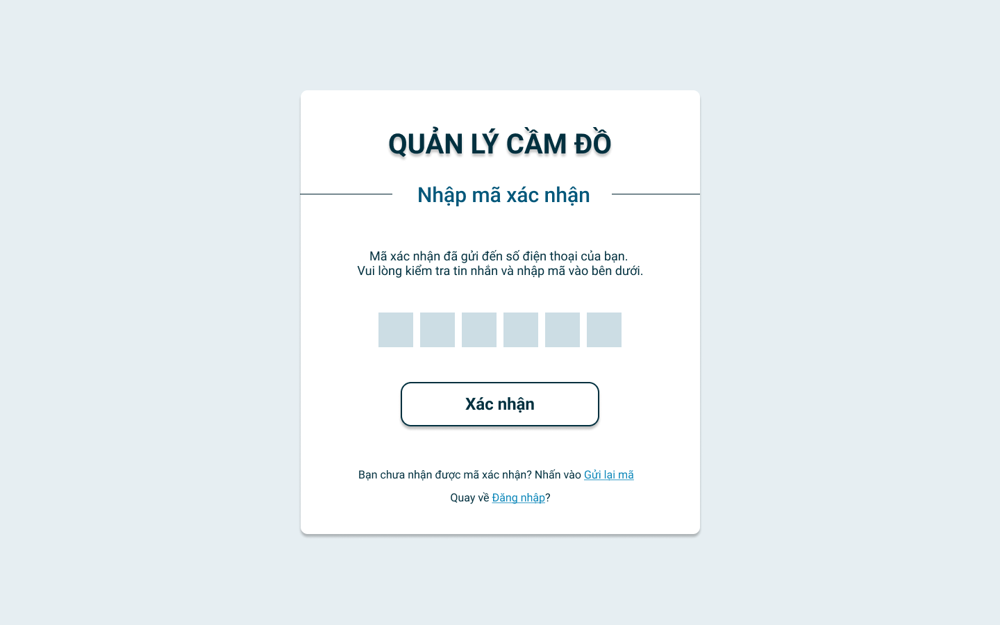 QUẢN LÝ CẦM ĐỒ
Nhập mã xác nhận
Mã xác nhận đã gửi đến số điện thoại của bạn.
Vui lòng kiểm tra tin nhắn và nhập mã vào bên dưới.
Xác nhận
Bạn chưa nhận được mã xác nhận? Nhấn vào Gửi lại mã
Quay về Đăng nhập?